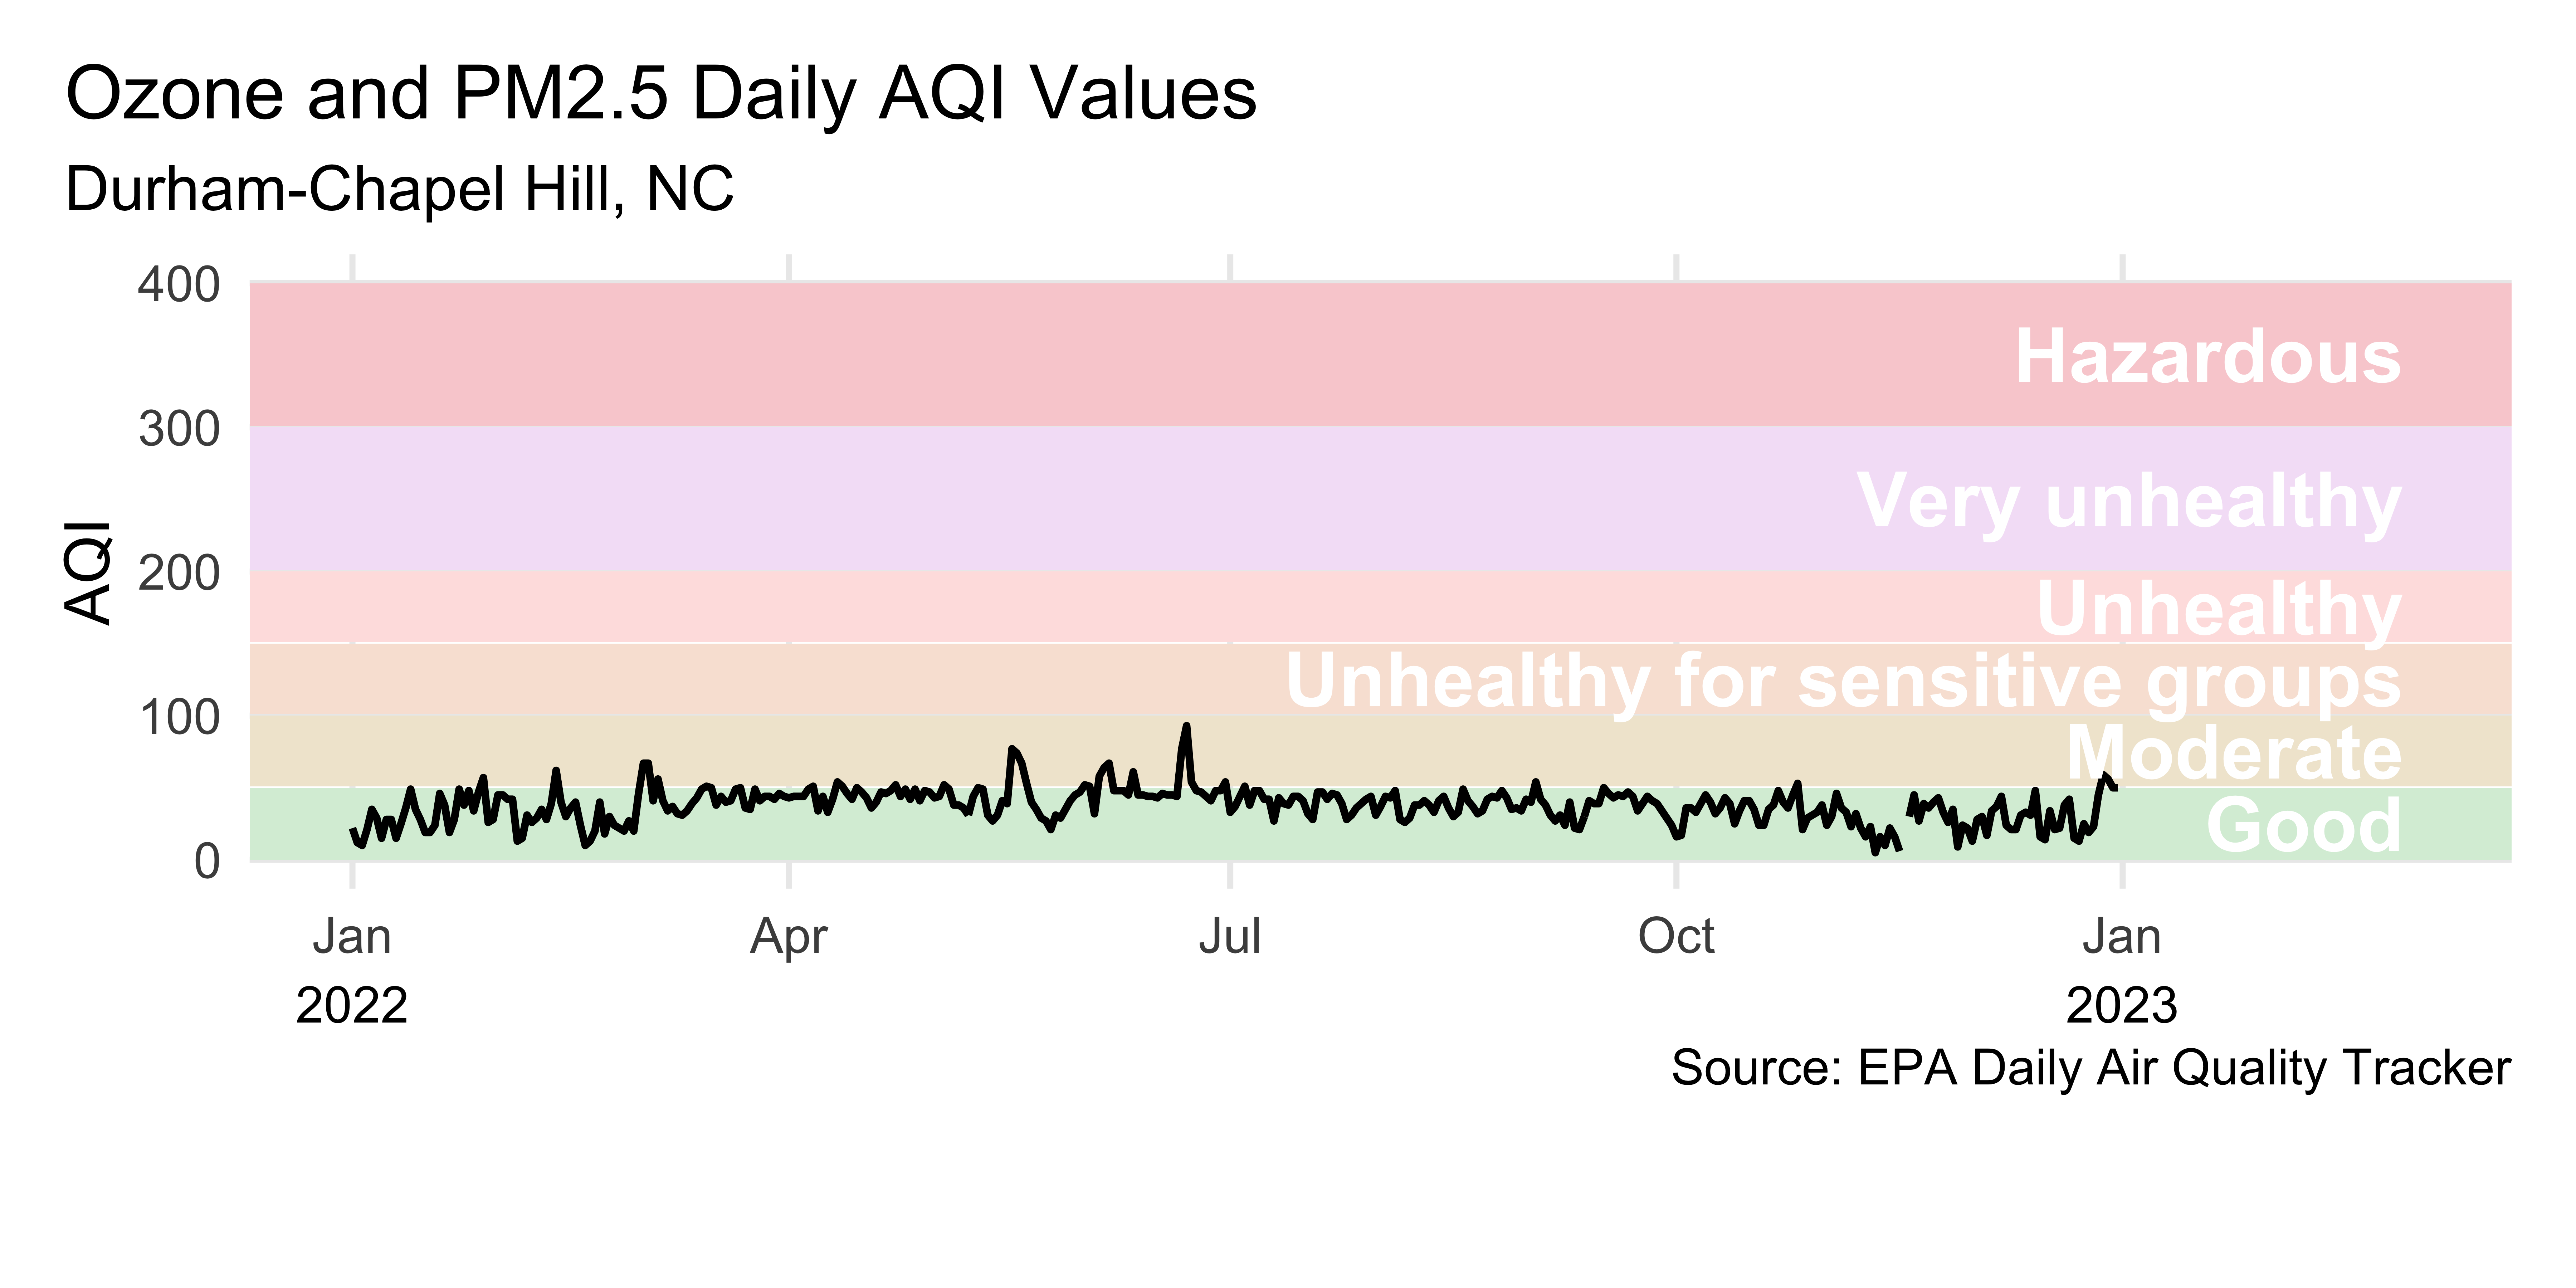 Ozone and PM2.5 Daily AQI Values
Durham-Chapel Hill, NC
AQI
400
300
200
100
0
Hazardous
Very unhealthy
Unhealthy
Unhealthy for sensitive groups
Moderate
Good
Jan Apr Jul Oct Jan
2022 2023
Source: EPA Daily Air Quality Tracker